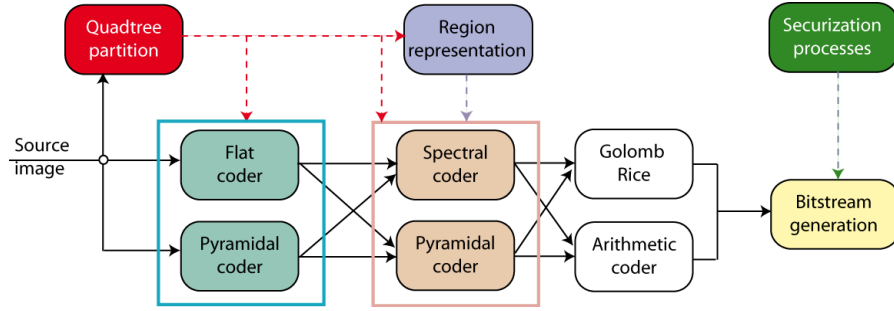 Quadtree
partition
Region
representation
Securization
processes
Source
image
Flat
coder
Spectral
coder
Golomb
Rice
Pyramidal
coder
Pyramidal
coder
Arithmetic
coder
Bitstream
generation